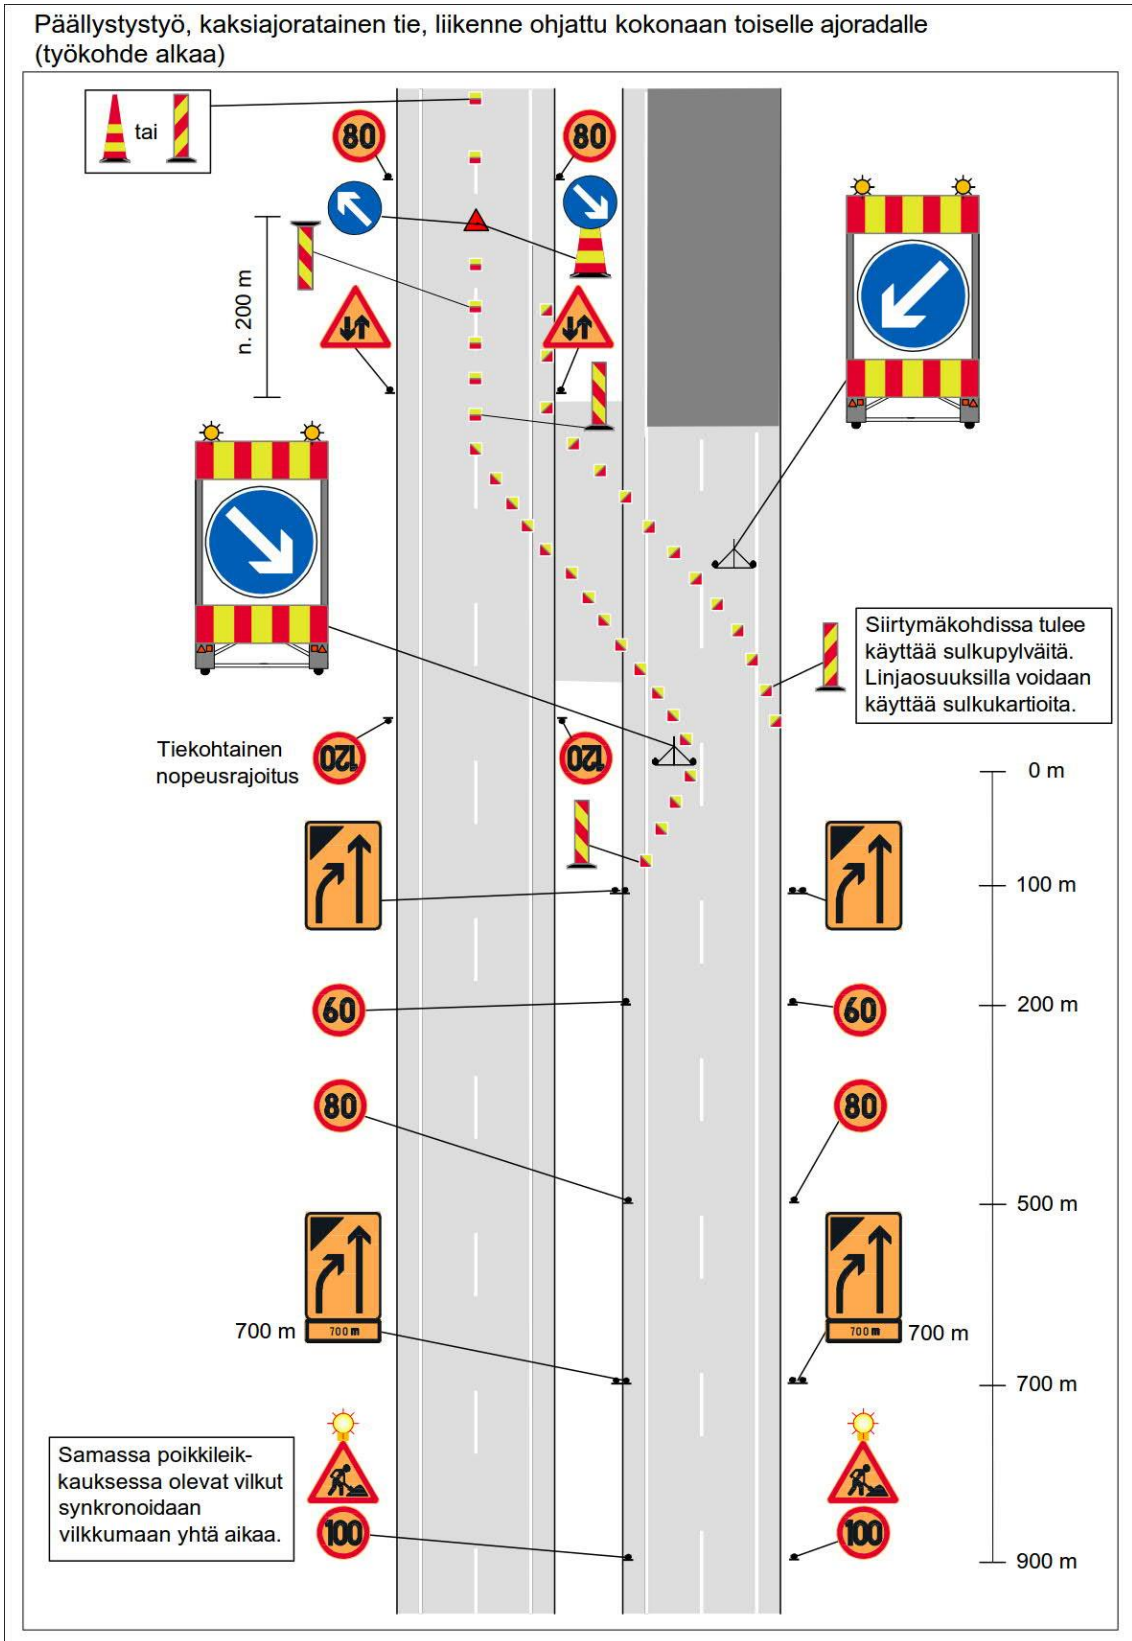 Päällystystyö, kaksiajoratainen tie, liikenne ohjattu kokonaan toiselle ajoradalle
(työkohde alkaa)
tai
80
80
n. 200 m
Siirtymäkohdissa tulee
käyttää sulkupylväitä.
Linjaosuuksilla voidaan
käyttää sulkukartioita.
Tiekohtainen
nopeusrajoitus
120
120
0 m
100 m
60
60
200 m
80
80
500 m
700 m
700 m
700 m
700 m
700 m
Samassa poikkileik-
kauksessa olevat vilkut
synkronoidaan
vilkkumaan yhtä aikaa.
100
100
900 m